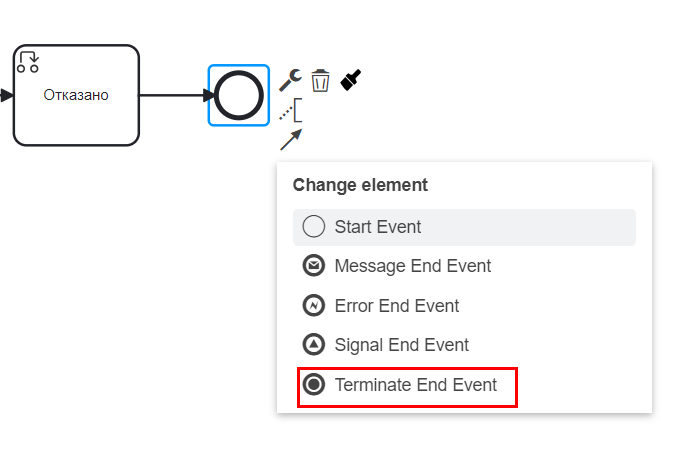 Отказано
Change element
Start Event
Message End Event
Error End Event
Signal End Event
Terminate End Event